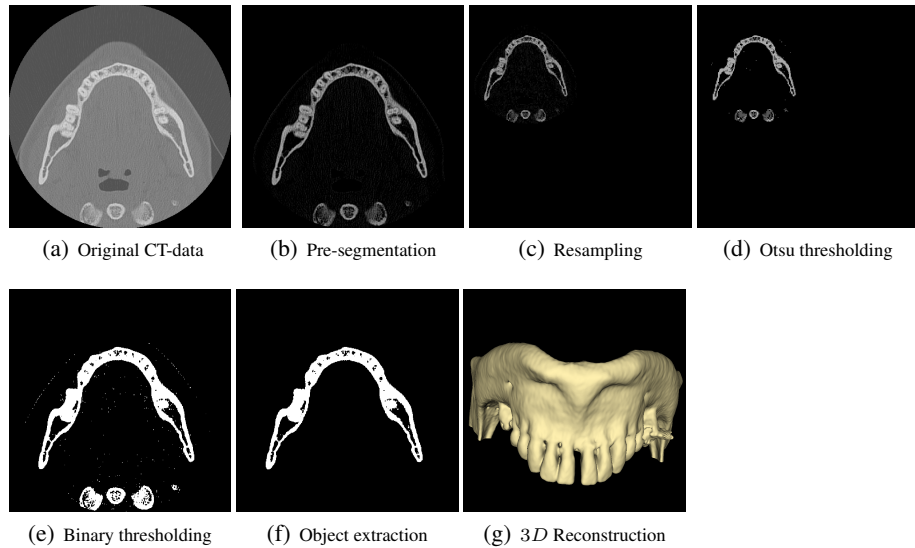 (a) Original CT-data
(b) Pre-segmentation
(c) Resampling
(d) Otsu thresholding
(e) Binary thresholding
(f) Object extraction
(g) 3D Reconstruction